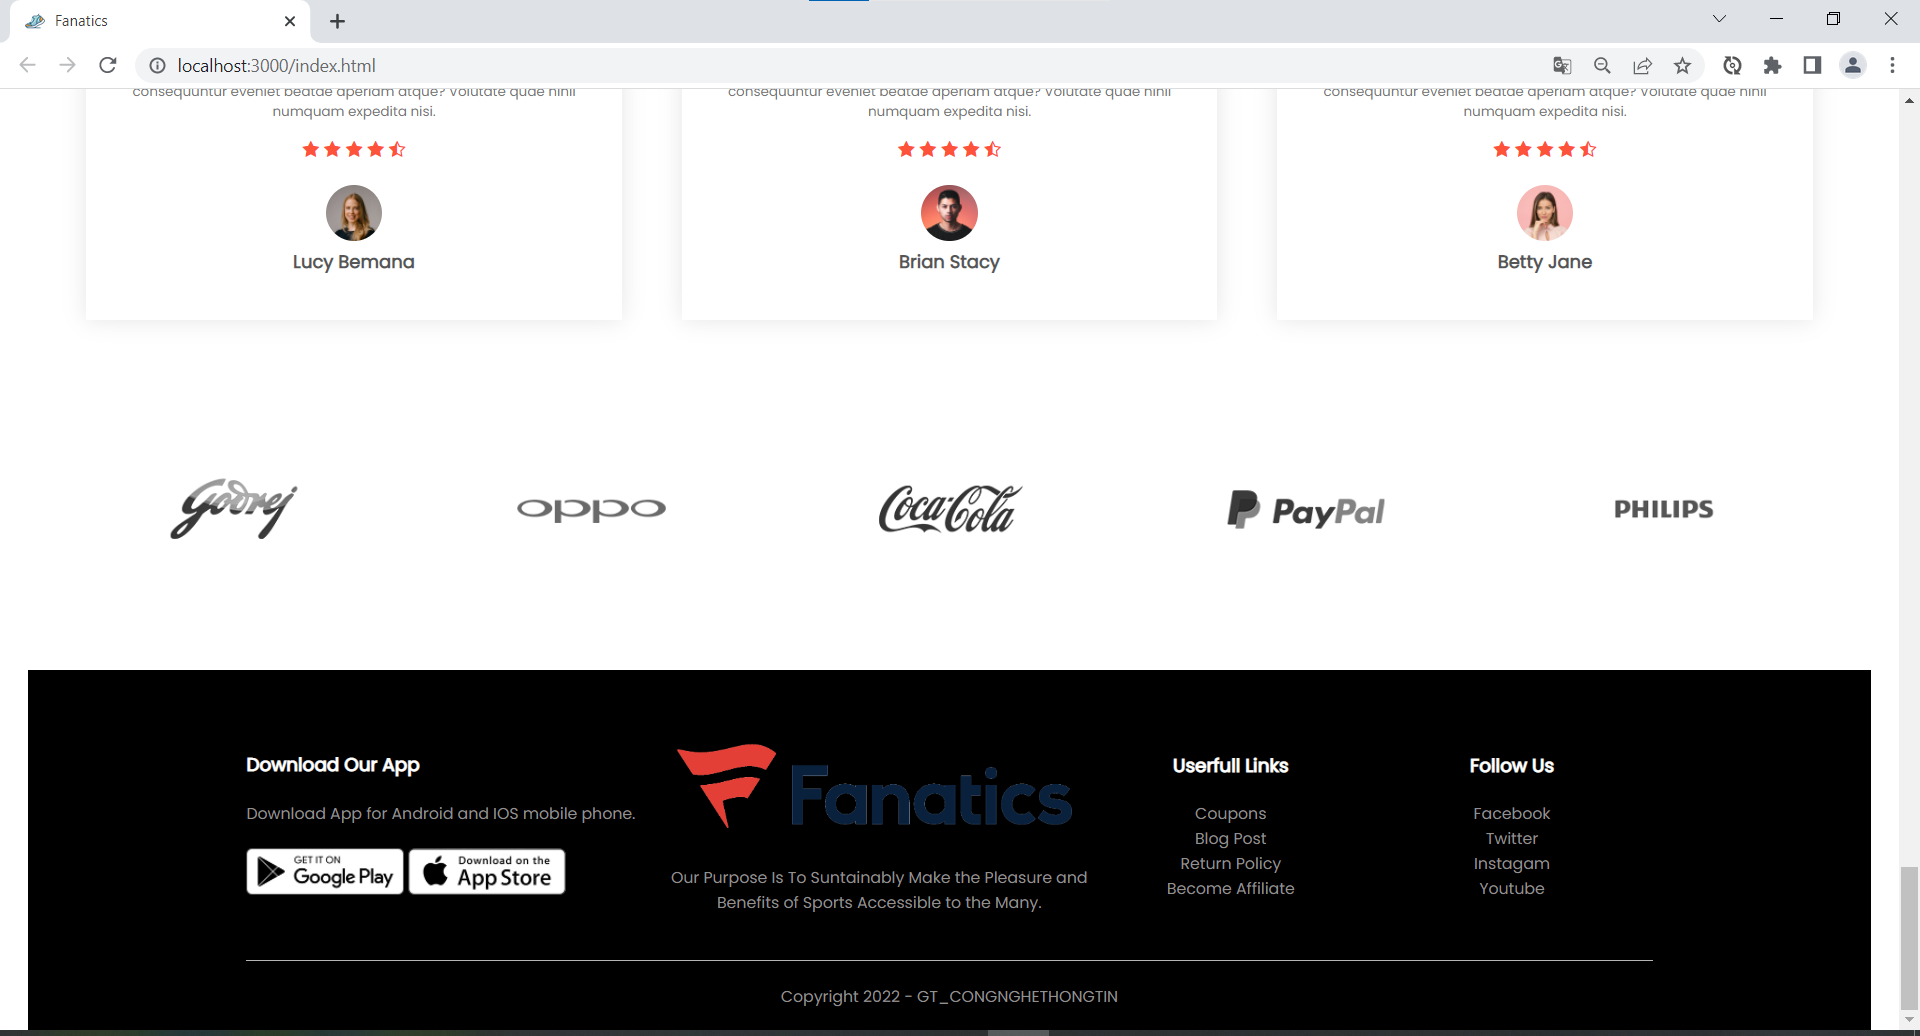 Fanatics
localhost:3000/index.html
consequuntur eveniet beatae aperiam atque? Volutate quae nihil
numquam expedita nisi.
Lucy Bemana
consequuntur eveniet beatae aperiam atque? Volutate quae nihil
numquam expedita nisi.
Brian Stacy
consequuntur eveniet beatae aperiam atque? Volutate quae nihil
numquam expedita nisi.
Betty Jane
Godrej
oppo
Coca-Cola
PayPal
PHILIPS
Download Our App
Download App for Android and IOS mobile phone.
GET IT ON
Google Play
Download on the
App Store
Fanatics
Our Purpose Is To Suntainably Make the Pleasure and
Benefits of Sports Accessible to the Many.
Userfull Links
Coupons
Blog Post
Return Policy
Become Affiliate
Follow Us
Facebook
Twitter
Instagam
Youtube
Copyright 2022 - GT_CONGNGHETHONGTIN